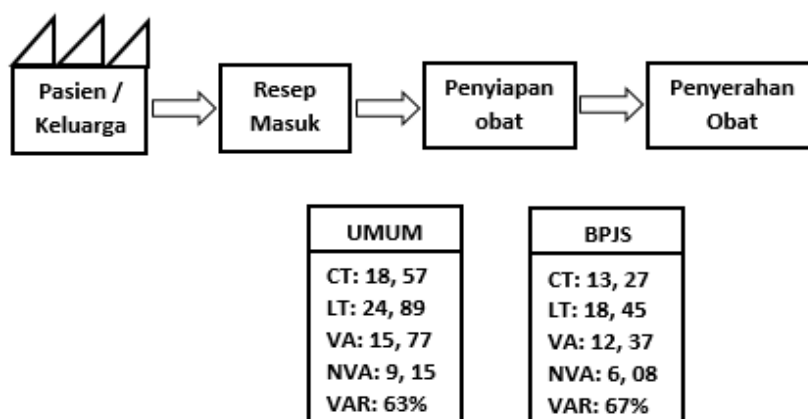 Pasien /
Keluarga
Resep
Masuk
Penyiapan
obat
Penyerahan
Obat
UMUM
CT: 18, 57
LT: 24, 89
VA: 15, 77
NVA: 9, 15
VAR: 63%
BPJS
CT: 13, 27
LT: 18, 45
VA: 12, 37
NVA: 6, 08
VAR: 67%